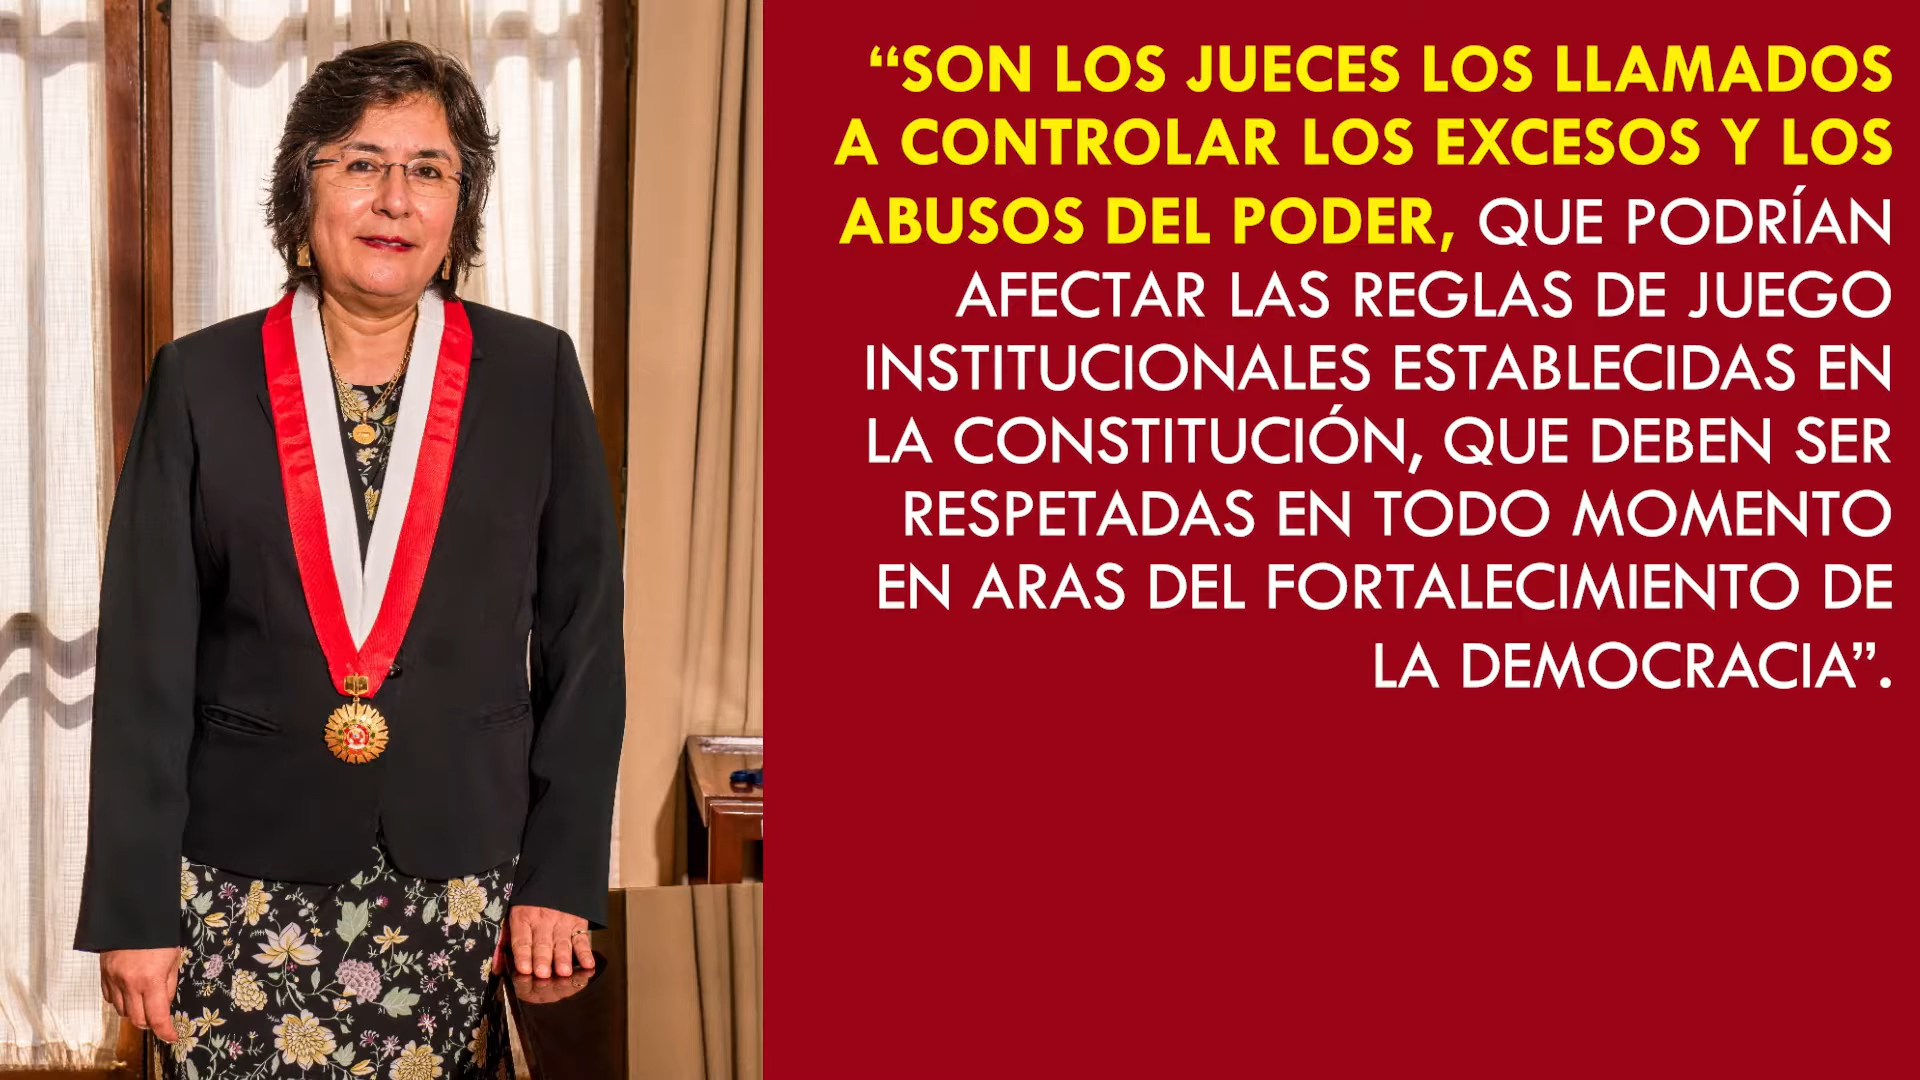 “SON LOS JUECES LOS LLAMADOS
A CONTROLAR LOS EXCESOS Y LOS
ABUSOS DEL PODER, QUE PODRÍAN
AFECTAR LAS REGLAS DE JUEGO
INSTITUCIONALES ESTABLECIDAS EN
LA CONSTITUCIÓN, QUE DEBEN SER
RESPETADAS EN TODO MOMENTO
EN ARAS DEL FORTALECIMIENTO DE
LA DEMOCRACIA”.